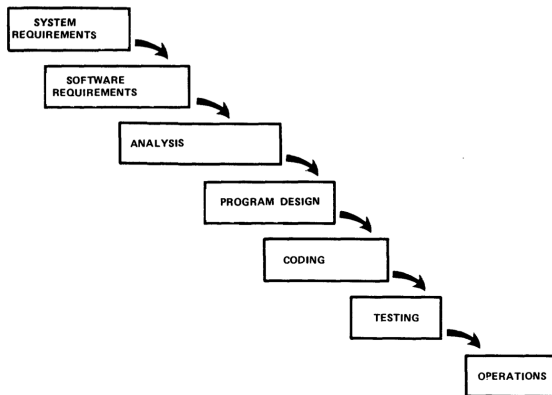 SYSTEM
REQUIREMENTS
SOFTWARE
REQUIREMENTS
ANALYSIS
PROGRAM DESIGN
CODING
TESTING
OPERATIONS